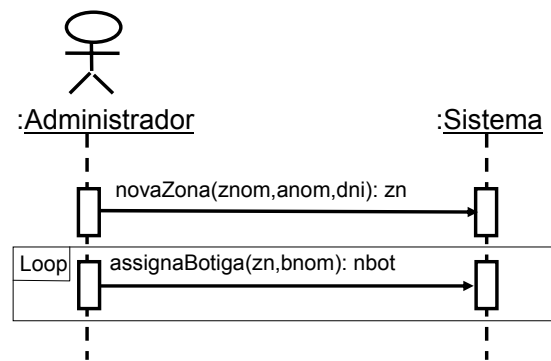 :Administrador
:Sistema
novaZona(znom,anom,dni): zn
Loop
assignaBotiga(zn,bnom): nbot